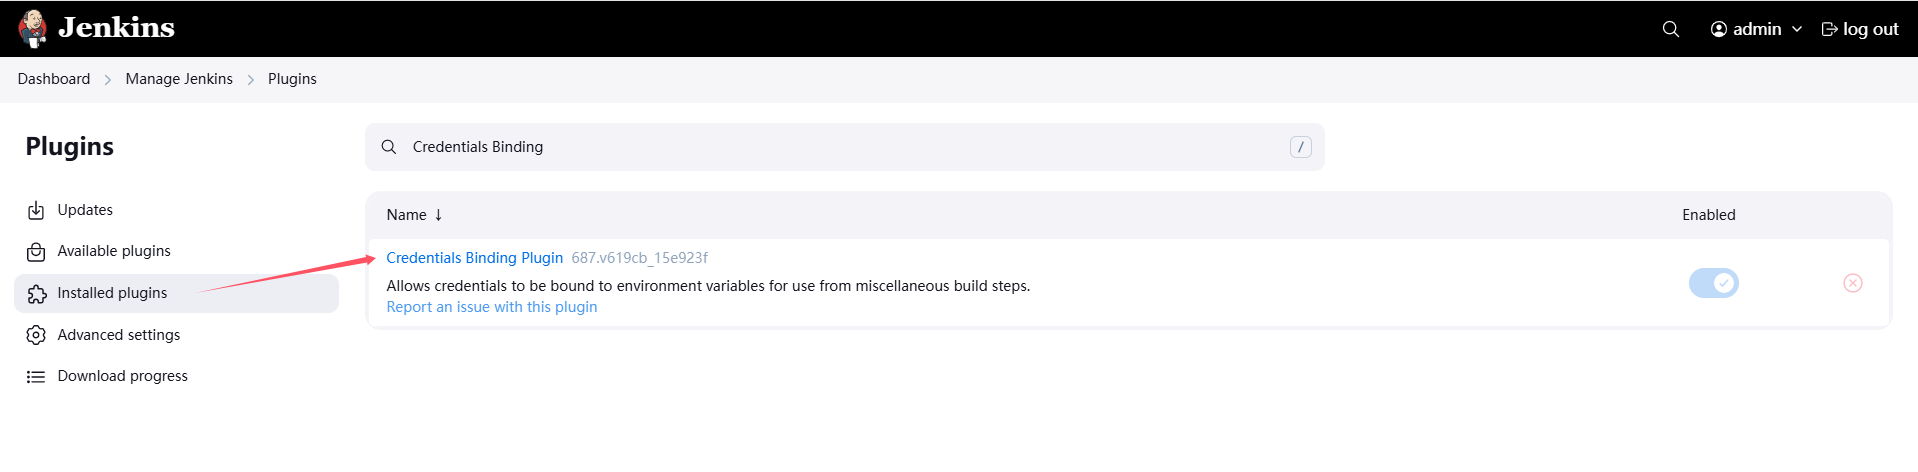 Jenkins
admin
log out
Dashboard
Manage Jenkins
Plugins
Plugins
Credentials Binding
/
Updates
Available plugins
Installed plugins
Advanced settings
Download progress
Name ↓
Enabled
Credentials Binding Plugin 687.v619cb_15e923f
Allows credentials to be bound to environment variables for use from miscellaneous build steps.
Report an issue with this plugin